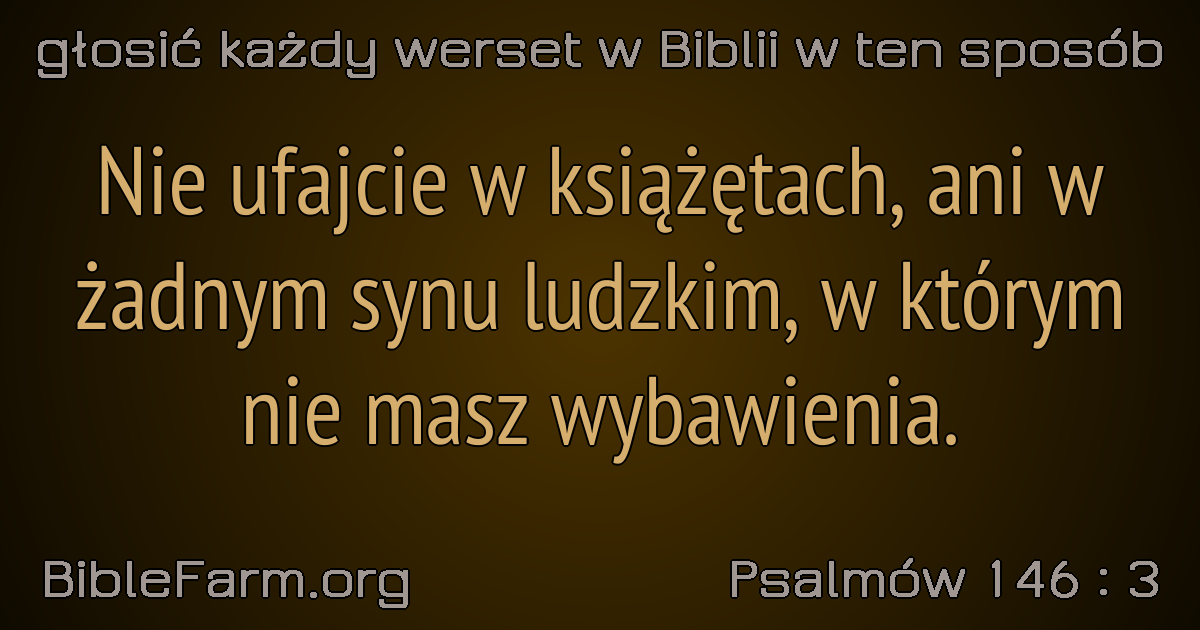 głosić każdy werset w Biblii w ten sposób
Nie ufajcie w książętach, ani w
żadnym synu ludzkim, w którym
nie masz wybawienia.
BibleFarm.org
Psalmów 146 : 3